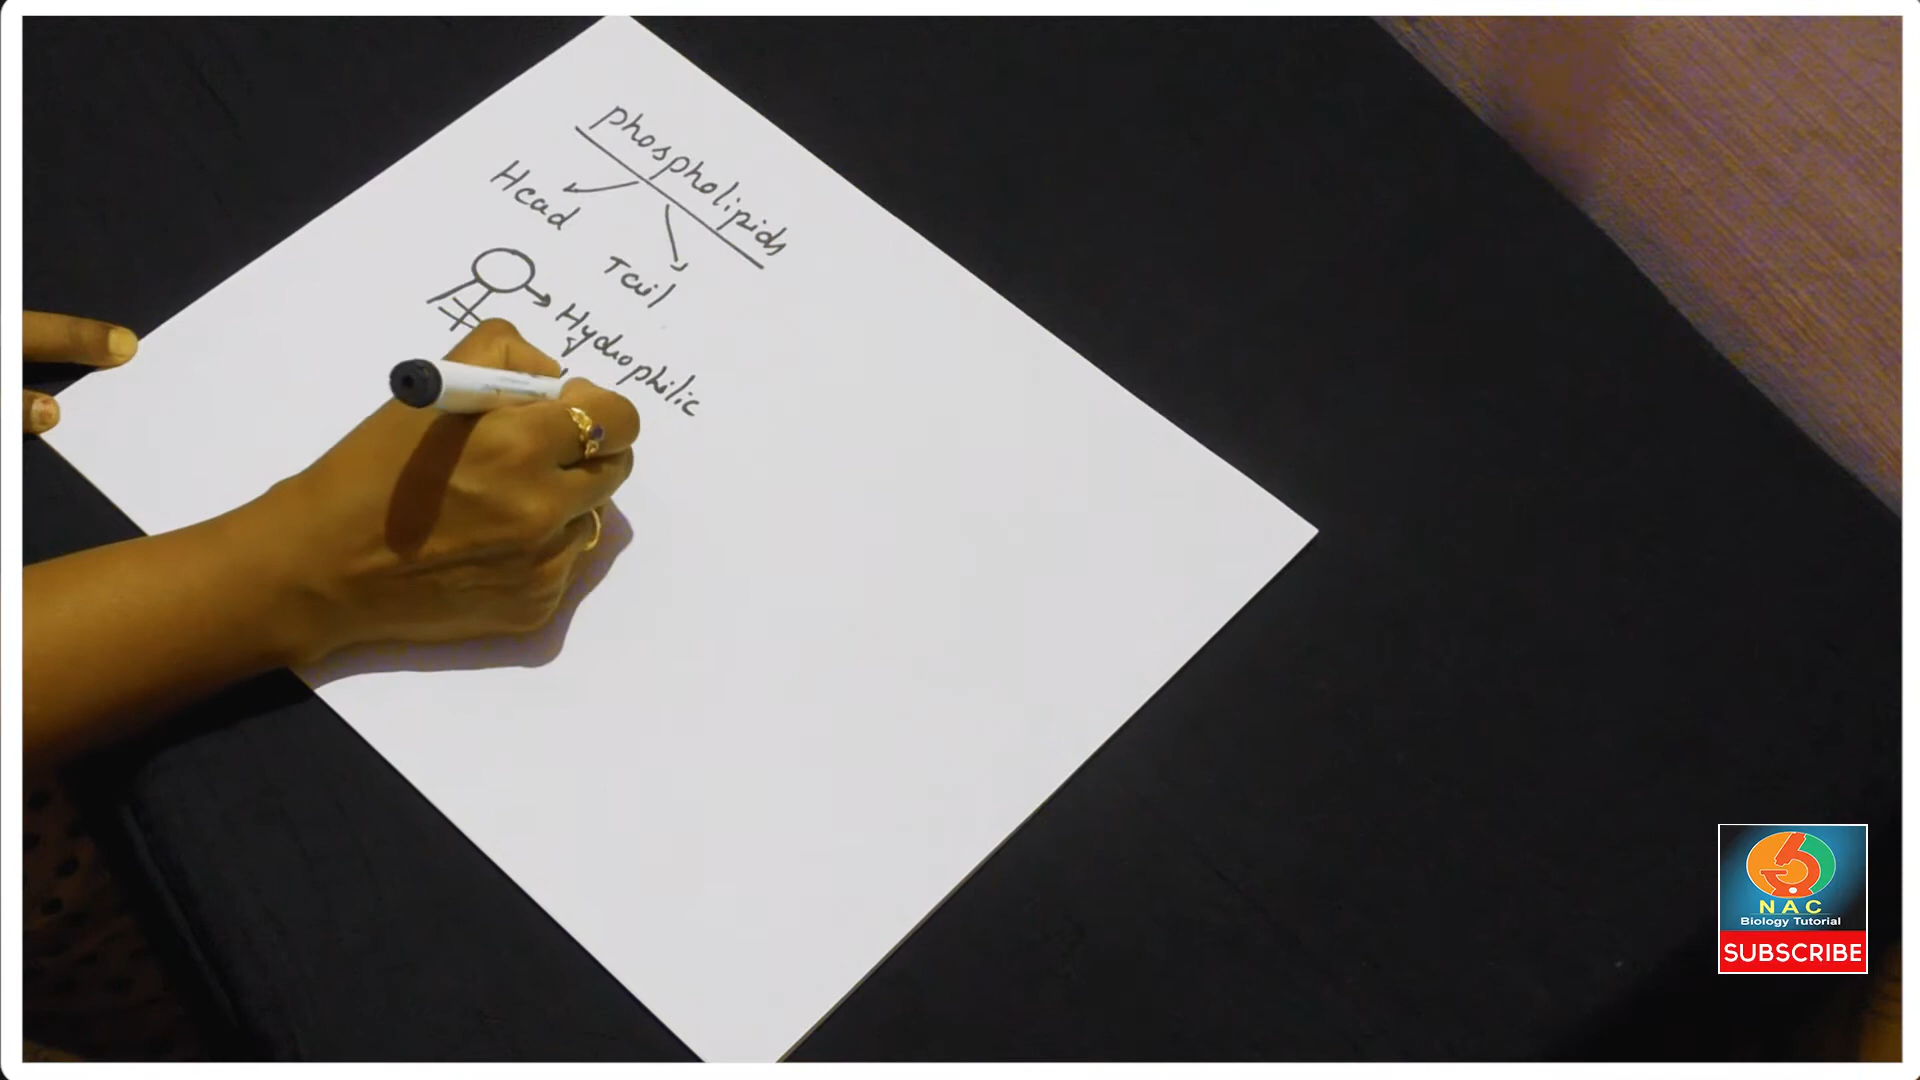 phospholipids
Head
Tail
Hydrophilic
NAC
Biology Tutorial
SUBSCRIBE